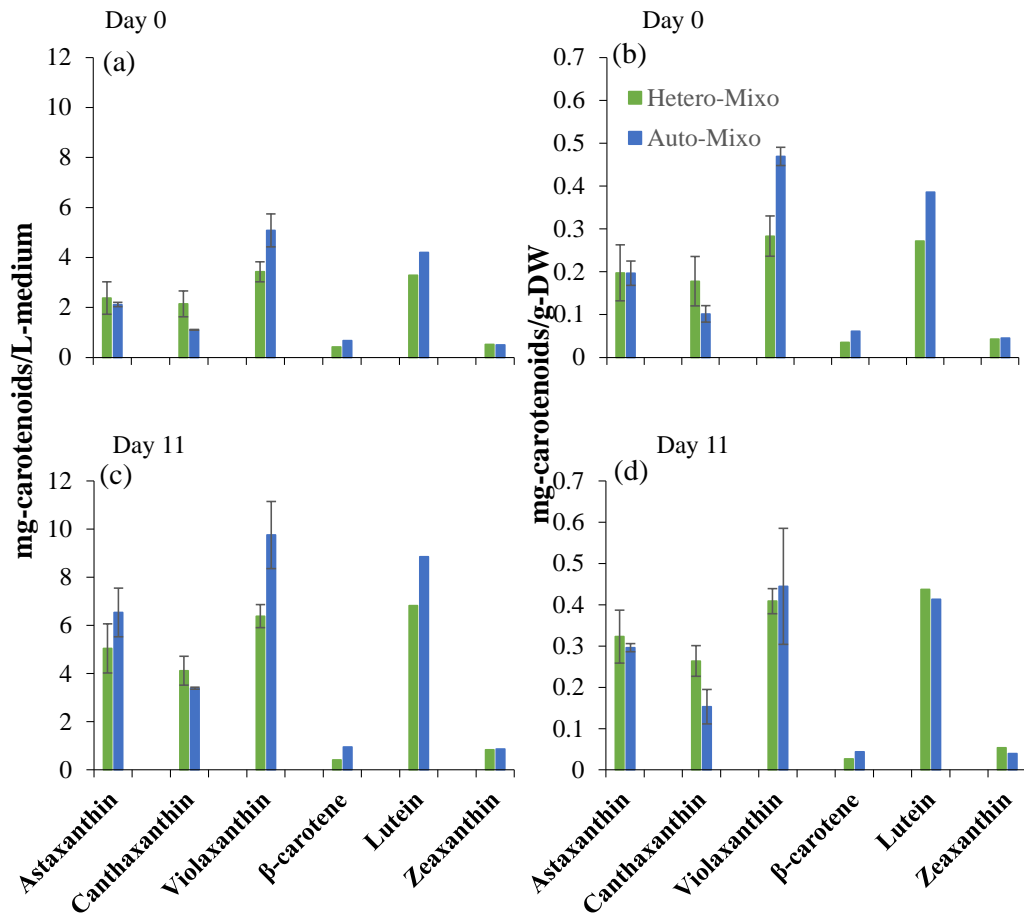 Day 0
Day 0
mg-carotenoids/L-medium
mg-carotenoids/g-DW
(a)
12
10
8
6
4
2
0
(b)
0.7
0.6
0.5
0.4
0.3
0.2
0.1
0
Hetero-Mixo
Auto-Mixo
Day 11
Day 11
(c)
12
10
8
6
4
2
0
(d)
0.7
0.6
0.5
0.4
0.3
0.2
0.1
0
Astaxanthin
Canthaxanthin
Violaxanthin
β-carotene
Lutein
Zeaxanthin
Astaxanthin
Canthaxanthin
Violaxanthin
β-carotene
Lutein
Zeaxanthin